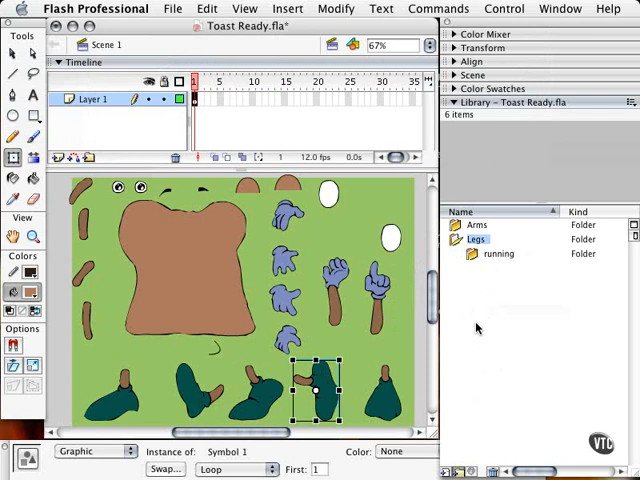 Flash Professional File Edit View Insert Modify Text Commands Control Window Help
Tools
Toast Ready.fla*
Scene 1
67%
Timeline
1 5 10 15 20 25 30 35
Layer 1
1 12.0 fps 0.0s
View
Colors
Options
Color Mixer
Transform
Align
Scene
Color Swatches
Library - Toast Ready.fla
6 items
Name Kind
Arms Folder
Legs Folder
running Folder
VTC
Graphic
Instance of: Symbol 1
Color: None
Swap...
Loop
First: 1